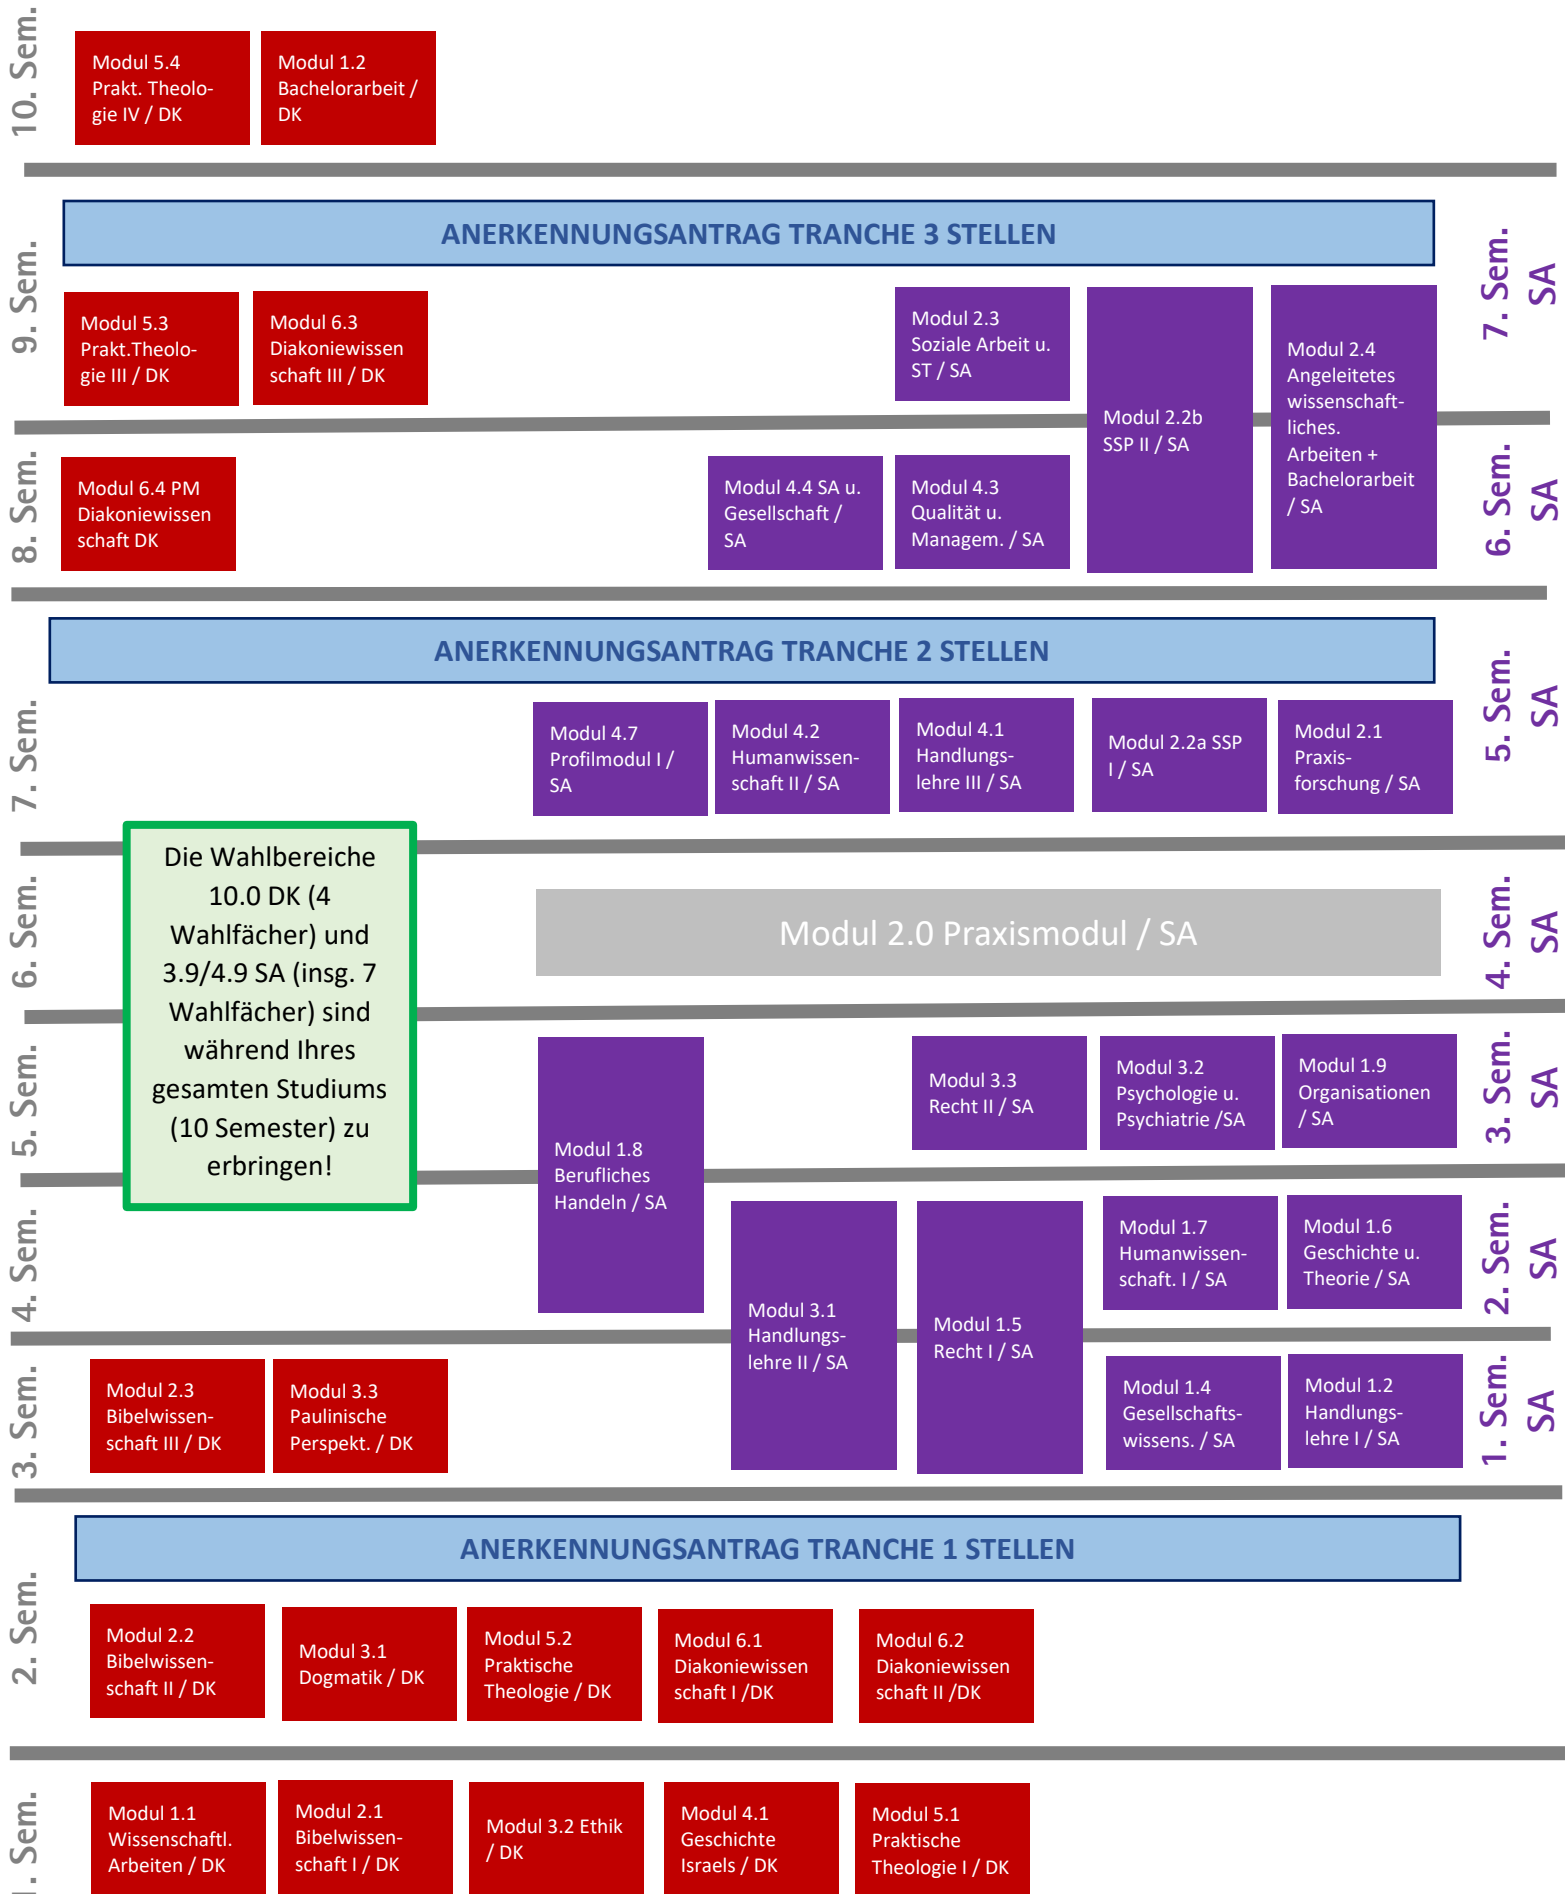 10. Sem.
Modul 5.4
Prakt. Theolo-
gie IV / DK
Modul 1.2
Bachelorarbeit /
DK
9. Sem.
ANERKENNUNGSANTRAG TRANCHE 3 STELLEN
7. Sem.
SA
Modul 5.3
Prakt.Theolo-
gie III / DK
Modul 6.3
Diakoniewissen
schaft III / DK
Modul 2.3
Soziale Arbeit u.
ST / SA
Modul 2.2b
SSP II / SA
Modul 2.4
Angeleitetes
wissenschaft-
liches.
Arbeiten +
Bachelorarbeit
/ SA
8. Sem.
Modul 6.4 PM
Diakoniewissen
schaft DK
Modul 4.4 SA u.
Gesellschaft /
SA
Modul 4.3
Qualität u.
Managem. / SA
6. Sem.
SA
ANERKENNUNGSANTRAG TRANCHE 2 STELLEN
7. Sem.
Modul 4.7
Profilmodul I /
SA
Modul 4.2
Humanwissen-
schaft II / SA
Modul 4.1
Handlungs-
lehre III / SA
Modul 2.2a SSP
I / SA
Modul 2.1
Praxis-
forschung / SA
5. Sem.
SA
Die Wahlbereiche
10.0 DK (4
Wahlfächer) und
3.9/4.9 SA (insg. 7
Wahlfächer) sind
während Ihres
gesamten Studiums
(10 Semester) zu
erbringen!
6. Sem.
Modul 2.0 Praxismodul / SA
4. Sem.
SA
5. Sem.
Modul 1.8
Berufliches
Handeln / SA
Modul 3.3
Recht II / SA
Modul 3.2
Psychologie u.
Psychiatrie /SA
Modul 1.9
Organisationen
/ SA
3. Sem.
SA
4. Sem.
Modul 3.1
Handlungs-
lehre II / SA
Modul 1.5
Recht I / SA
Modul 1.7
Humanwissen-
schaft. I / SA
Modul 1.6
Geschichte u.
Theorie / SA
2. Sem.
SA
3. Sem.
Modul 2.3
Bibelwissen-
schaft III / DK
Modul 3.3
Paulinische
Perspekt. / DK
Modul 1.4
Gesellschafts-
wissens. / SA
Modul 1.2
Handlungs-
lehre I / SA
1. Sem.
SA
ANERKENNUNGSANTRAG TRANCHE 1 STELLEN
2. Sem.
Modul 2.2
Bibelwissen-
schaft II / DK
Modul 3.1
Dogmatik / DK
Modul 5.2
Praktische
Theologie / DK
Modul 6.1
Diakoniewissen
schaft I /DK
Modul 6.2
Diakoniewissen
schaft II /DK
1. Sem.
Modul 1.1
Wissenschaftl.
Arbeiten / DK
Modul 2.1
Bibelwissen-
schaft I / DK
Modul 3.2 Ethik
/ DK
Modul 4.1
Geschichte
Israels / DK
Modul 5.1
Praktische
Theologie I / DK